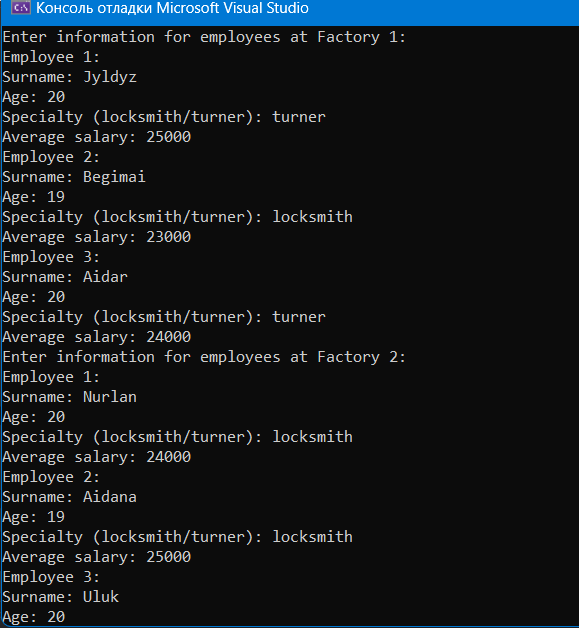 Консоль отладки Microsoft Visual Studio
Enter information for employees at Factory 1:
Employee 1:
Surname: Jyldyz
Age: 20
Specialty (locksmith/turner): turner
Average salary: 25000
Employee 2:
Surname: Begimai
Age: 19
Specialty (locksmith/turner): locksmith
Average salary: 23000
Employee 3:
Surname: Aidar
Age: 20
Specialty (locksmith/turner): turner
Average salary: 24000
Enter information for employees at Factory 2:
Employee 1:
Surname: Nurlan
Age: 20
Specialty (locksmith/turner): locksmith
Average salary: 24000
Employee 2:
Surname: Aidana
Age: 19
Specialty (locksmith/turner): locksmith
Average salary: 25000
Employee 3:
Surname: Uluk
Age: 20